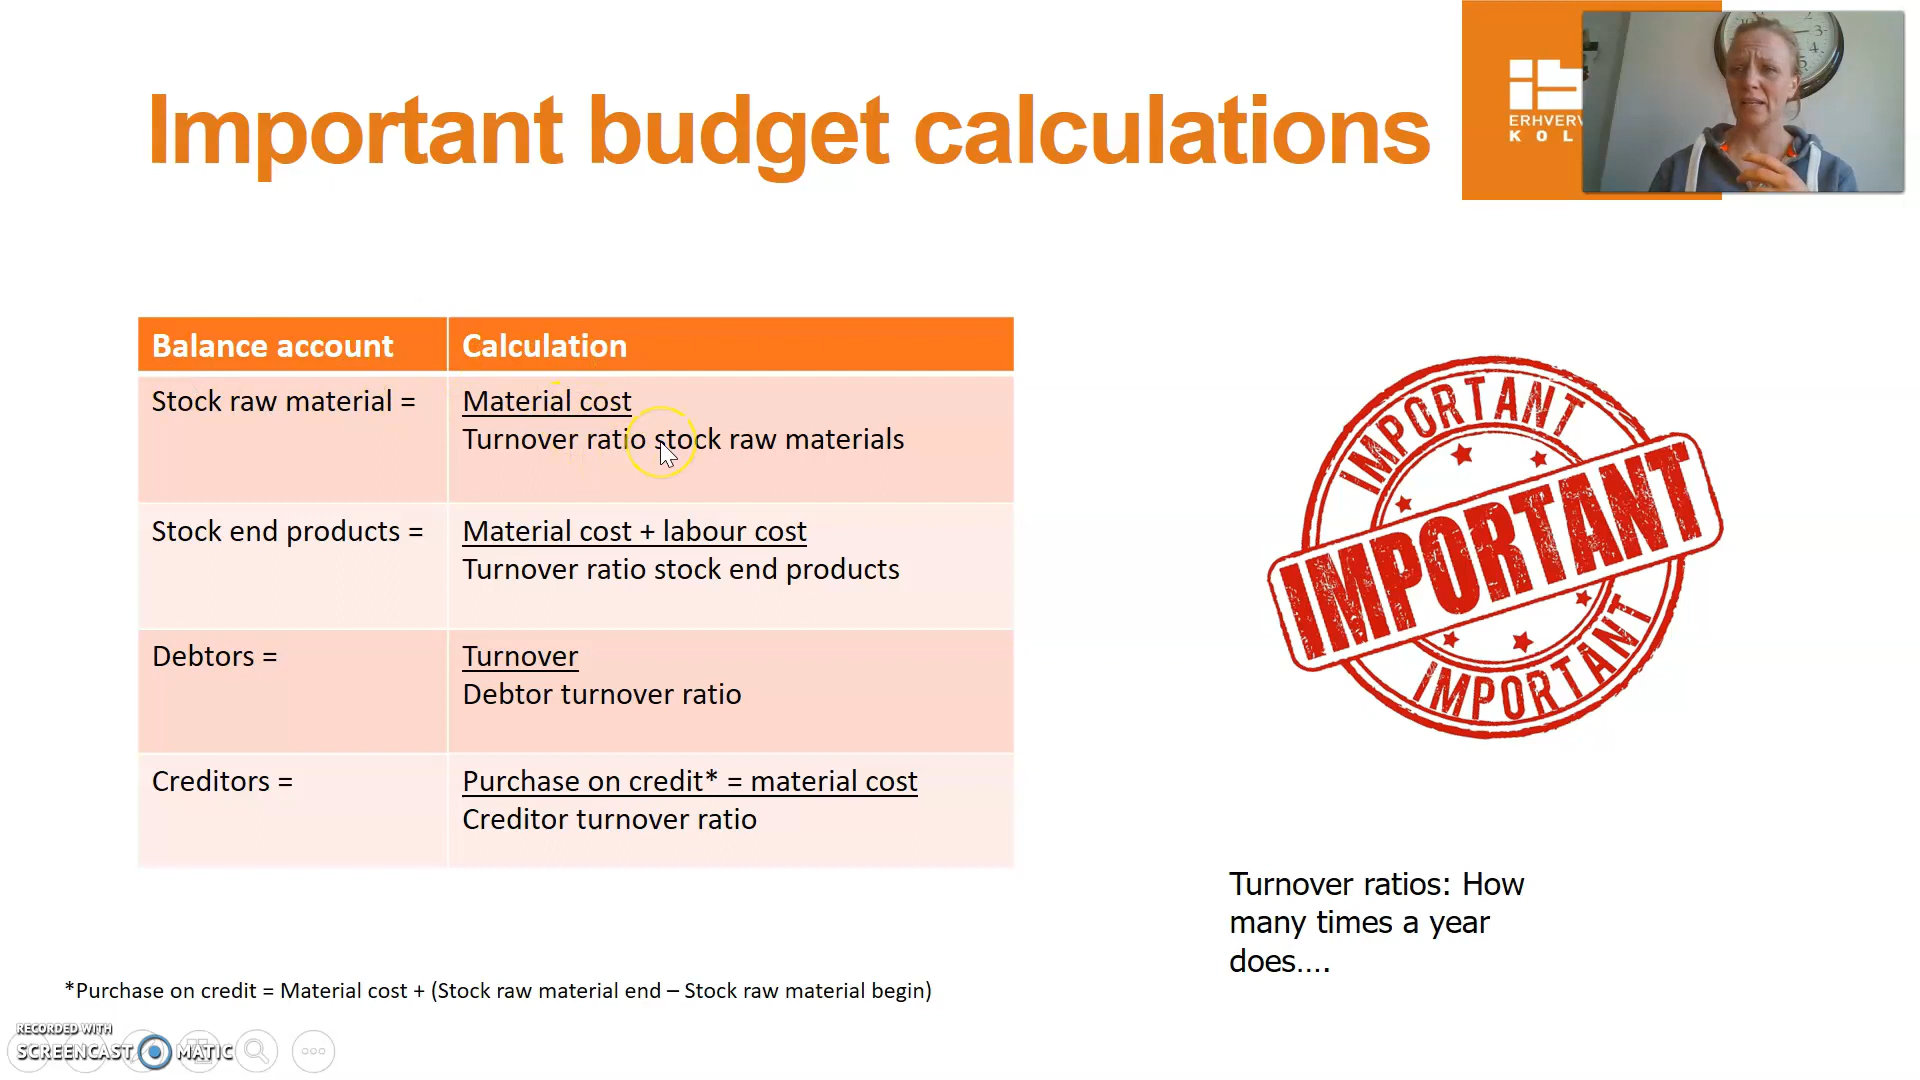 Important budget calculations
ERHVERV
KOL
Balance account
Calculation
Stock raw material =
Material cost
Turnover ratio stock raw materials
Stock end products =
Material cost + labour cost
Turnover ratio stock end products
Debtors =
Turnover
Debtor turnover ratio
Creditors =
Purchase on credit* = material cost
Creditor turnover ratio
IMPORTANT
IMPORTANT
IMPORTANT
Turnover ratios: How
many times a year
does....
*Purchase on credit = Material cost + (Stock raw material end – Stock raw material begin)
RECORDED WITH
SCREENCAST MATIC